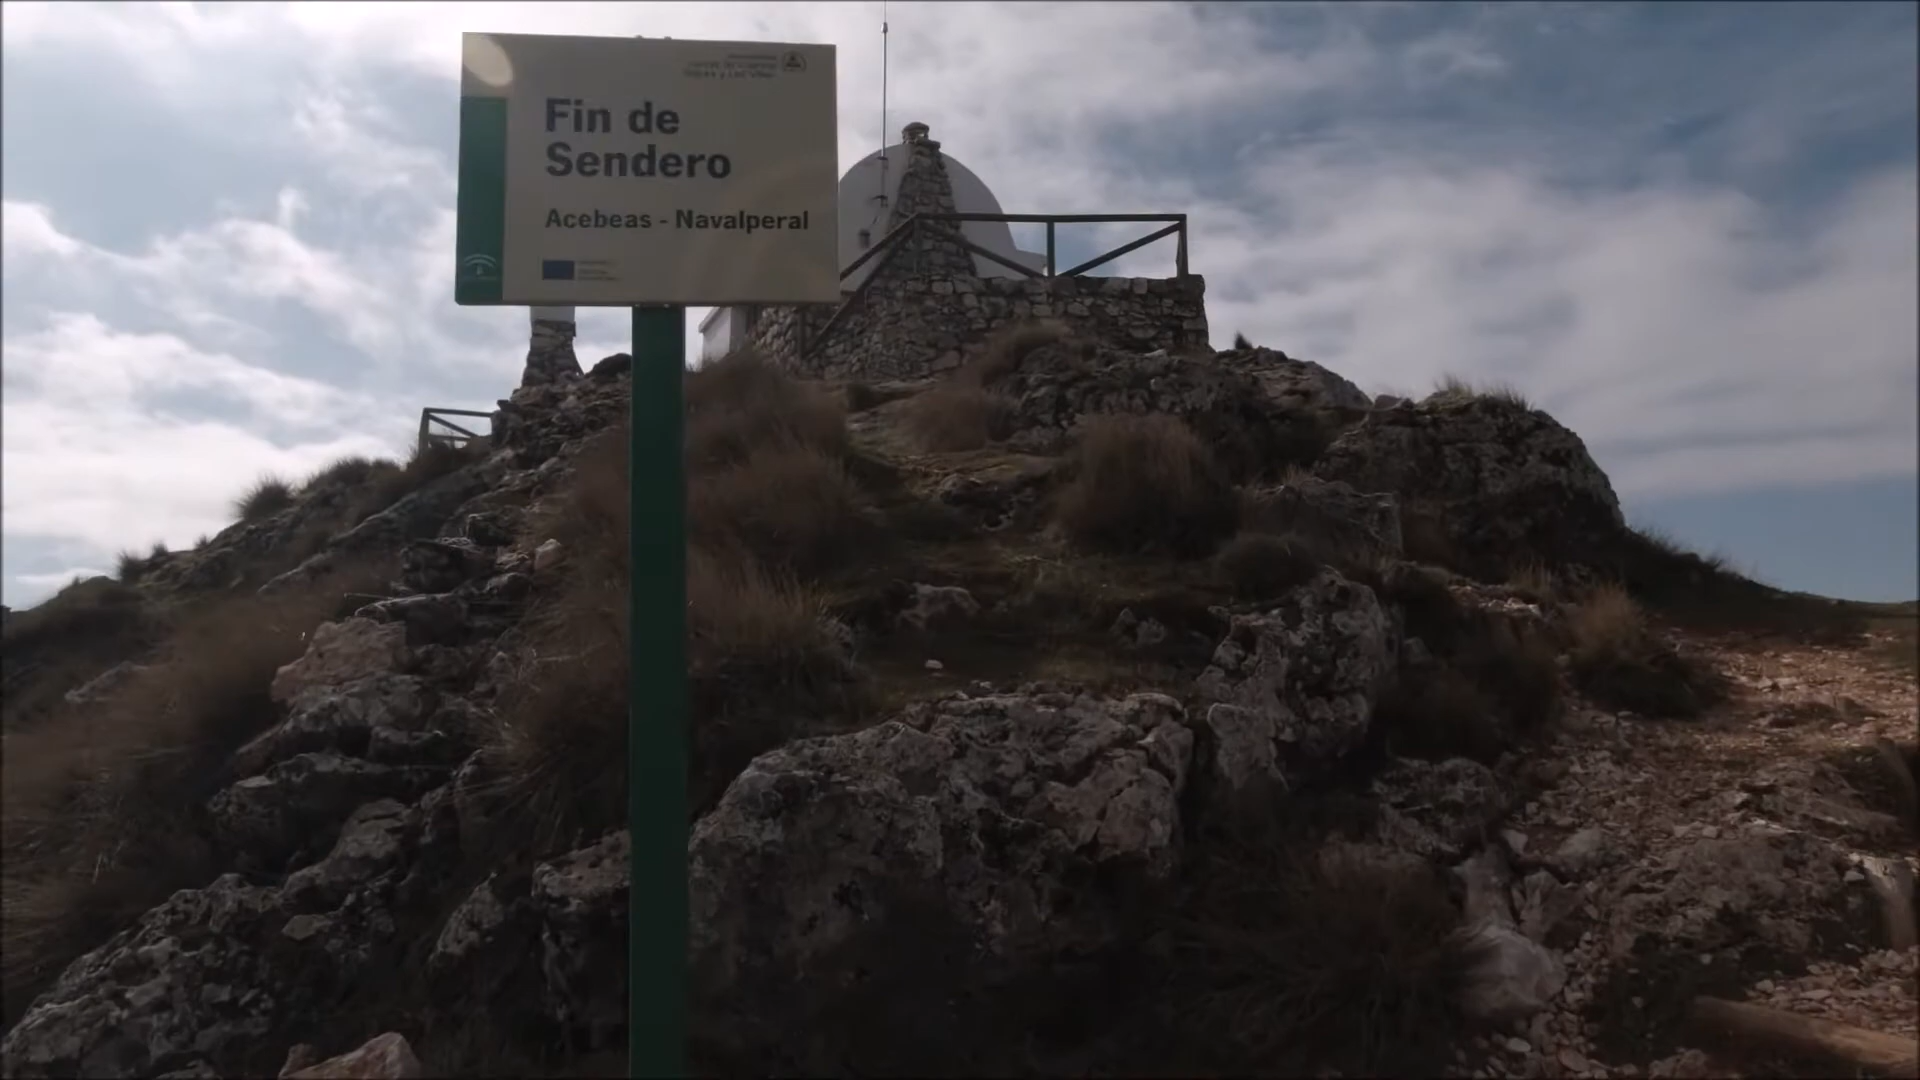 Fin de
Sendero
Acebeas - Navalperal